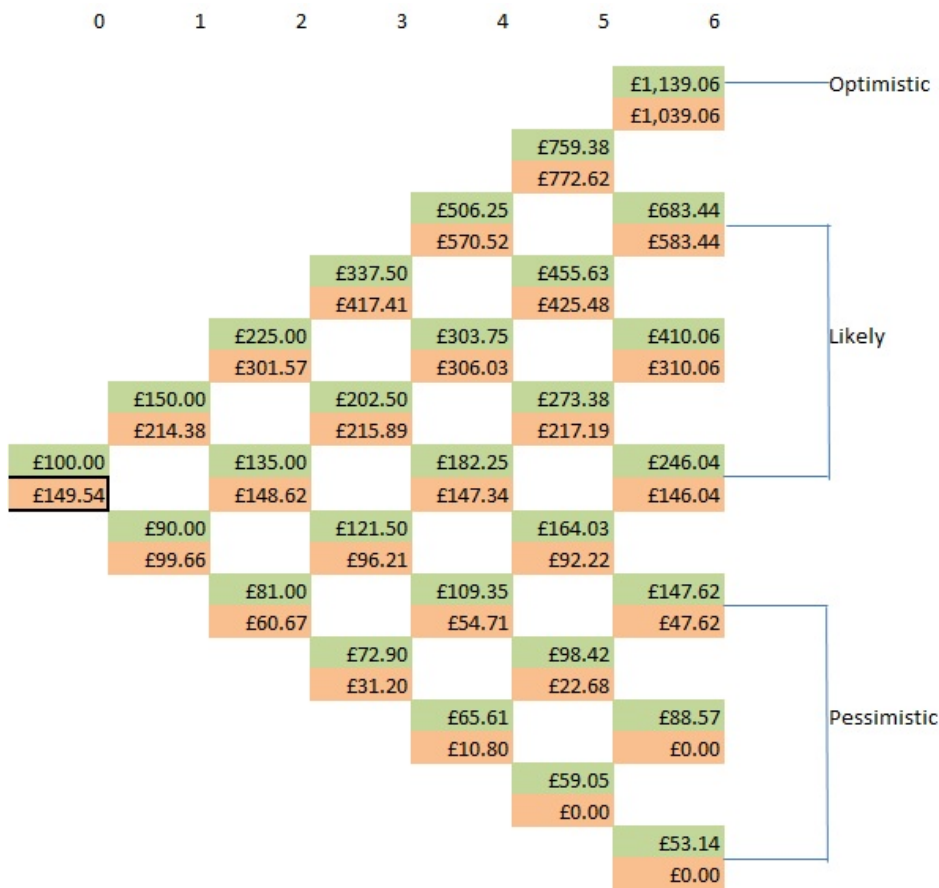 0 1 2 3 4 5 6
£1,139.06 Optimistic
£1,039.06
£759.38
£772.62
£506.25 £683.44
£570.52 £583.44
£337.50 £455.63
£417.41 £425.48
£225.00 £303.75 £410.06 Likely
£301.57 £306.03 £310.06
£150.00 £202.50 £273.38
£214.38 £215.89 £217.19
£100.00 £135.00 £182.25 £246.04
£149.54 £148.62 £147.34 £146.04
£90.00 £121.50 £164.03
£99.66 £96.21 £92.22
£81.00 £109.35 £147.62
£60.67 £54.71 £47.62
£72.90 £98.42
£31.20 £22.68
£65.61 £88.57 Pessimistic
£10.80 £0.00
£59.05
£0.00
£53.14
£0.00